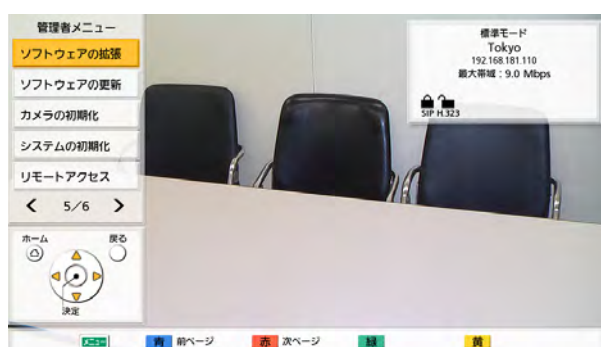 管理者メニュー
ソフトウェアの拡張
ソフトウェアの更新
カメラの初期化
システムの初期化
リモートアクセス
5/6
ホーム
戻る
決定
標準モード
Tokyo
192.168.181.110
最大帯域：9.0 Mbps
SIP H.323
メニュー 青 前ページ 赤 次ページ 緑 黄